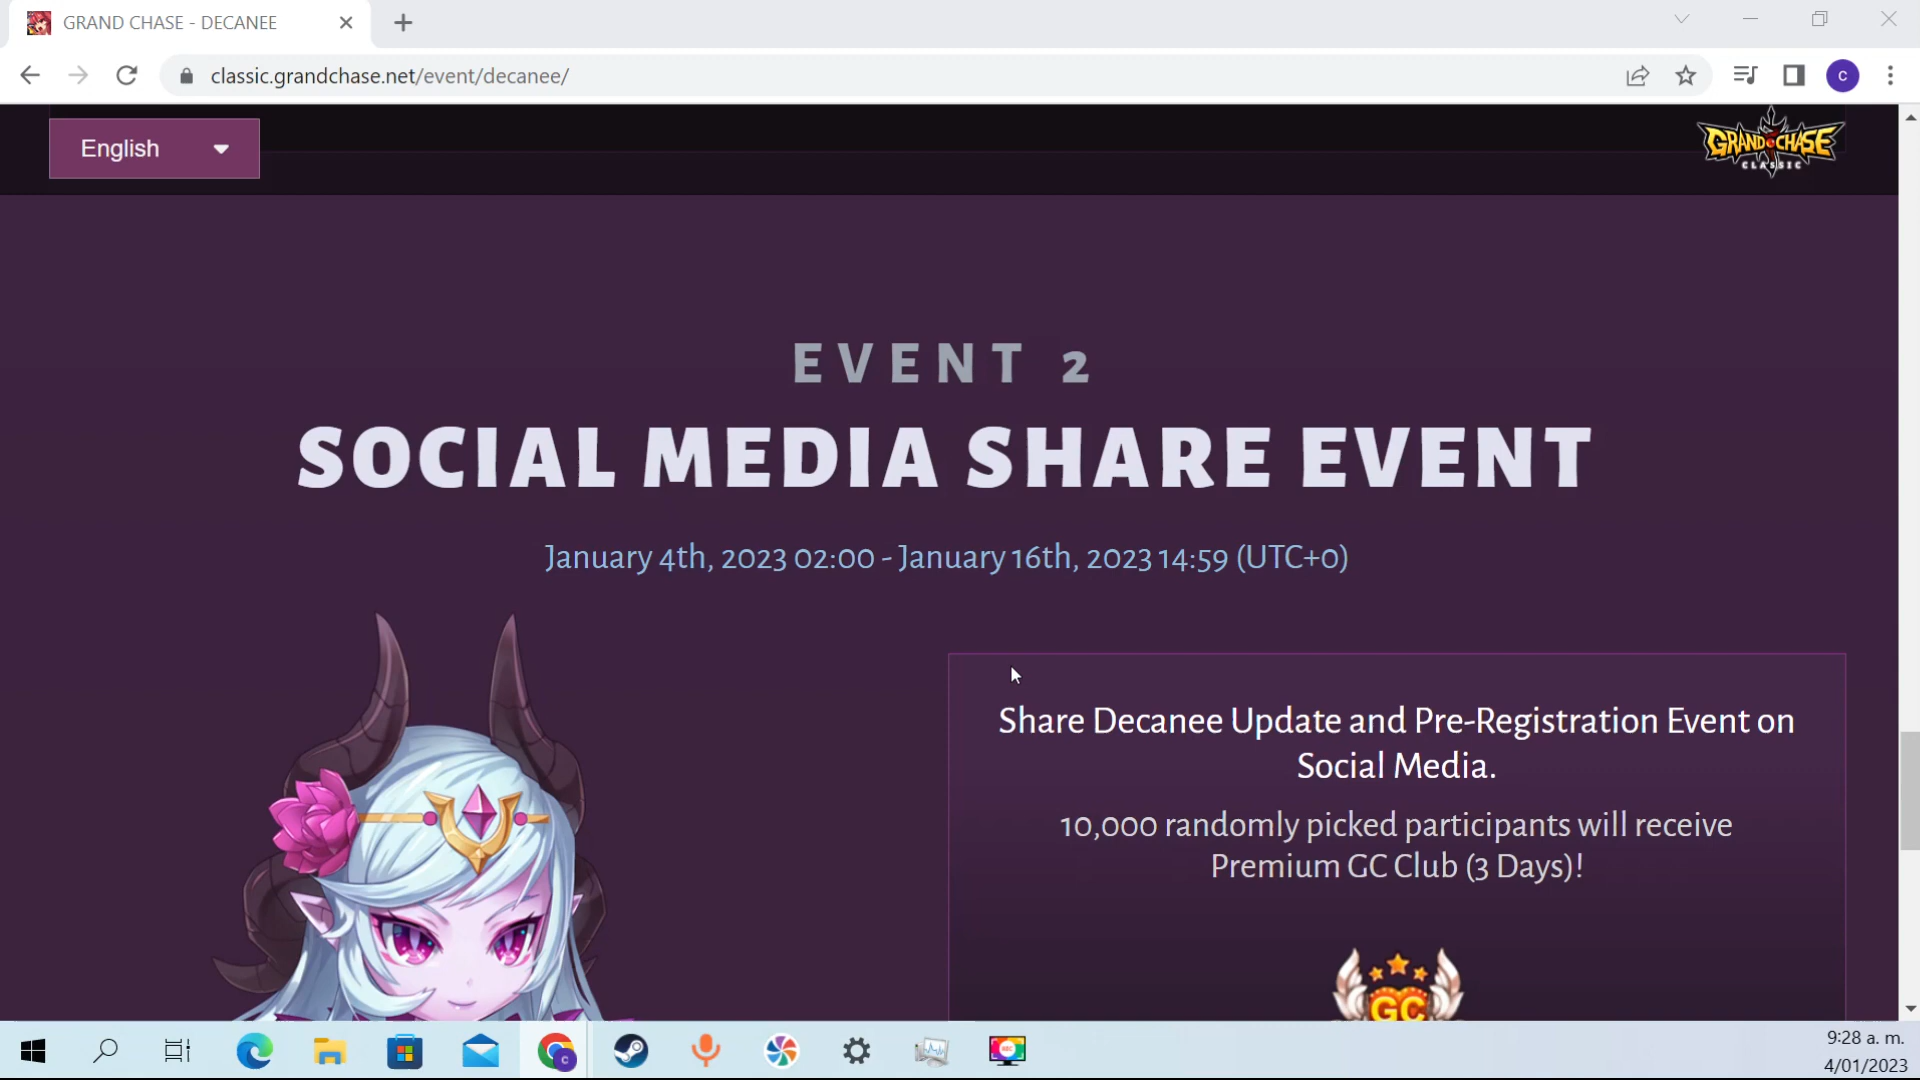 GRAND CHASE - DECANEE
classic.grandchase.net/event/decanee/
C
English
GRAND CHASE
CLASSIC
EVENT 2
SOCIAL MEDIA SHARE EVENT
January 4th, 2023 02:00 - January 16th, 2023 14:59 (UTC+0)
Share Decanee Update and Pre-Registration Event on
Social Media.
10,000 randomly picked participants will receive
Premium GC Club (3 Days)!
GC
9:28 a. m.
4/01/2023